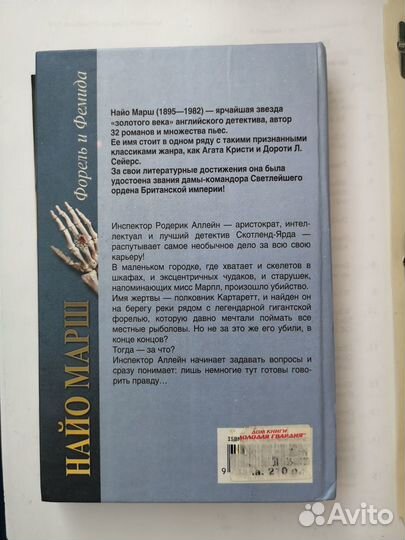 Форель и Фемида
НАЙО МАРШ
Найо Марш (1895—1982) — ярчайшая звезда
«золотого века» английского детектива, автор
32 романов и множества пьес.
Ее имя стоит в одном ряду с такими признанными
классиками жанра, как Агата Кристи и Дороти Л.
Сейерс.
За свои литературные достижения она была
удостоена звания дамы-командора Светлейшего
ордена Британской империи!
Инспектор Родерик Аллейн — аристократ, интел-
лектуал и лучший детектив Скотленд-Ярда —
распутывает самое необычное дело за всю свою
карьеру!
В маленьком городке, где хватает и скелетов в
шкафах, и эксцентричных чудаков, и старушек,
напоминающих мисс Марпл, произошло убийство.
Имя жертвы — полковник Картаретт, и найден он
на берегу реки рядом с легендарной гигантской
форелью, которую давно мечтали поймать все
местные рыболовы. Но не за это же его убили, в
конце концов?
Тогда — за что?
Инспектор Аллейн начинает задавать вопросы и
сразу понимает: лишь немногие тут готовы гово-
рить правду...
ДОМ КНИГИ
"МОЛОДАЯ ГВАРДИЯ"
ISBN
9
Avito